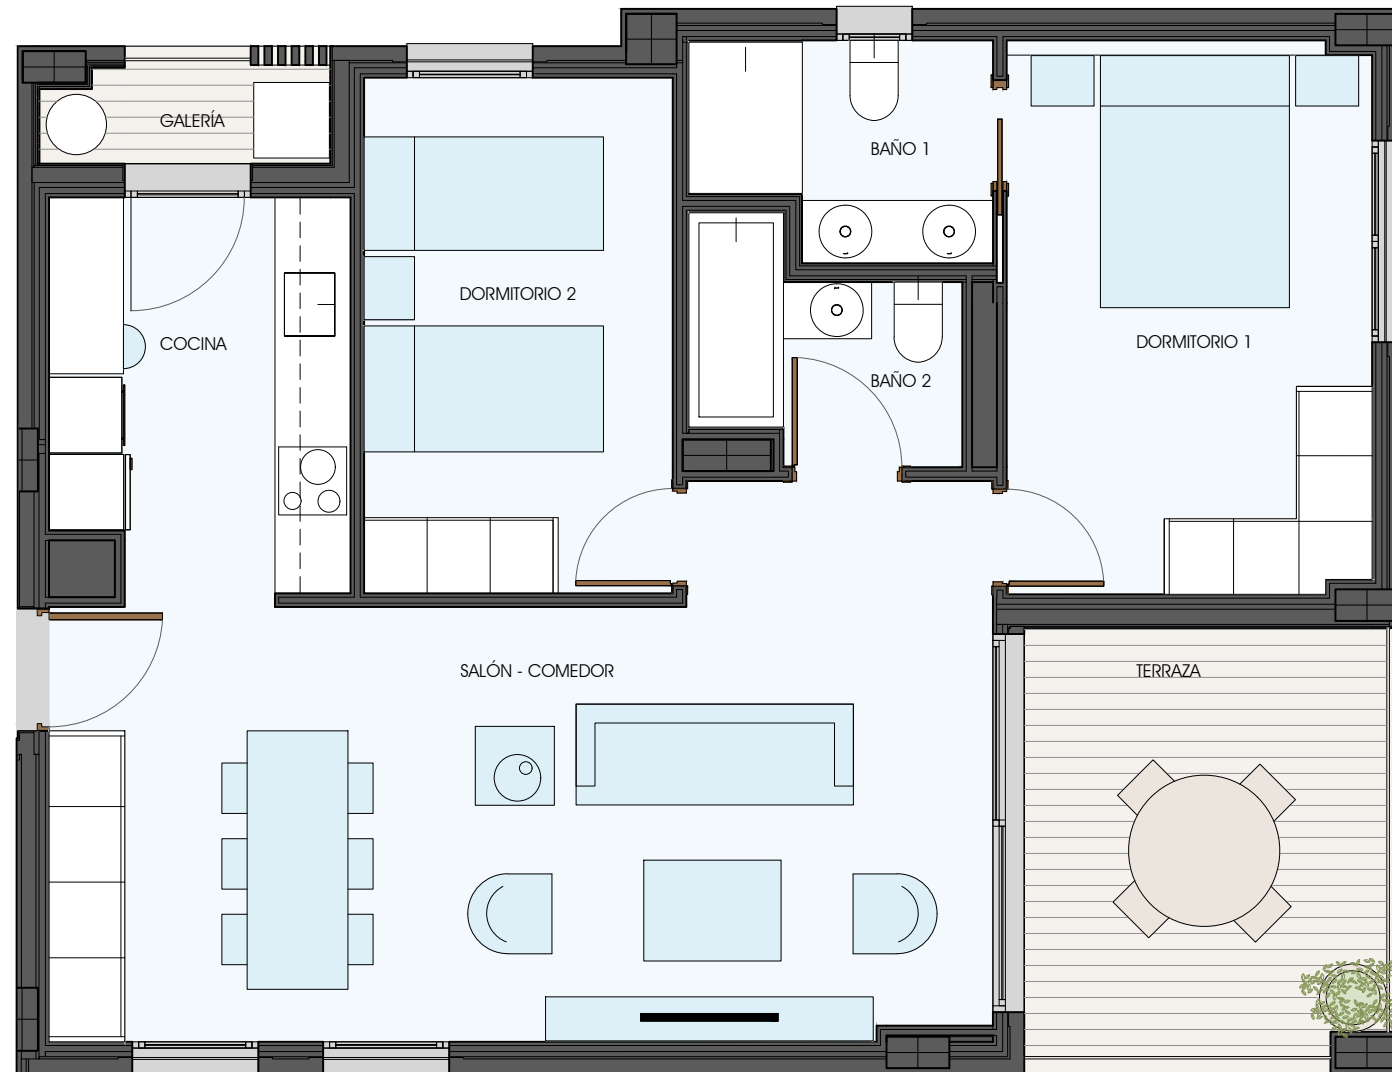 GALERÍA
BAÑO 1
DORMITORIO 2
COCINA
DORMITORIO 1
BAÑO 2
SALÓN - COMEDOR
TERRAZA